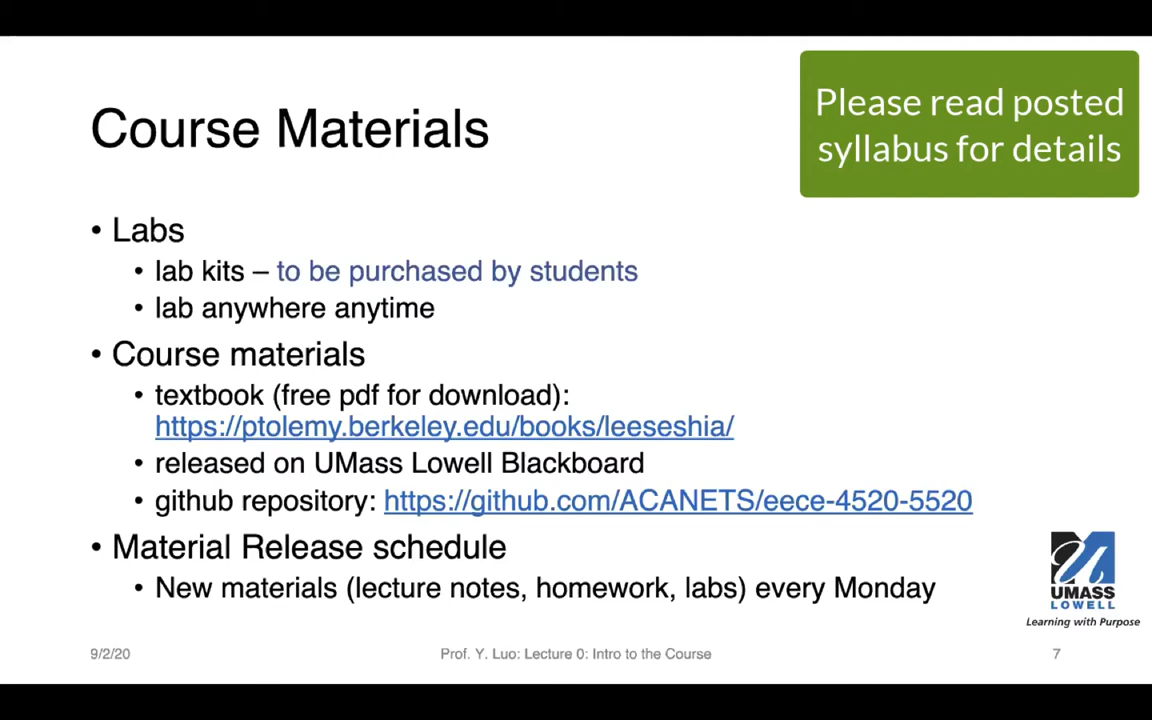 Please read posted
syllabus for details
Course Materials
• Labs
• lab kits – to be purchased by students
• lab anywhere anytime
• Course materials
• textbook (free pdf for download):
https://ptolemy.berkeley.edu/books/leeseshia/
• released on UMass Lowell Blackboard
• github repository: https://github.com/ACANETS/eece-4520-5520
• Material Release schedule
• New materials (lecture notes, homework, labs) every Monday
UMASS
LOWELL
Learning with Purpose
9/2/20
Prof. Y. Luo: Lecture 0: Intro to the Course
7